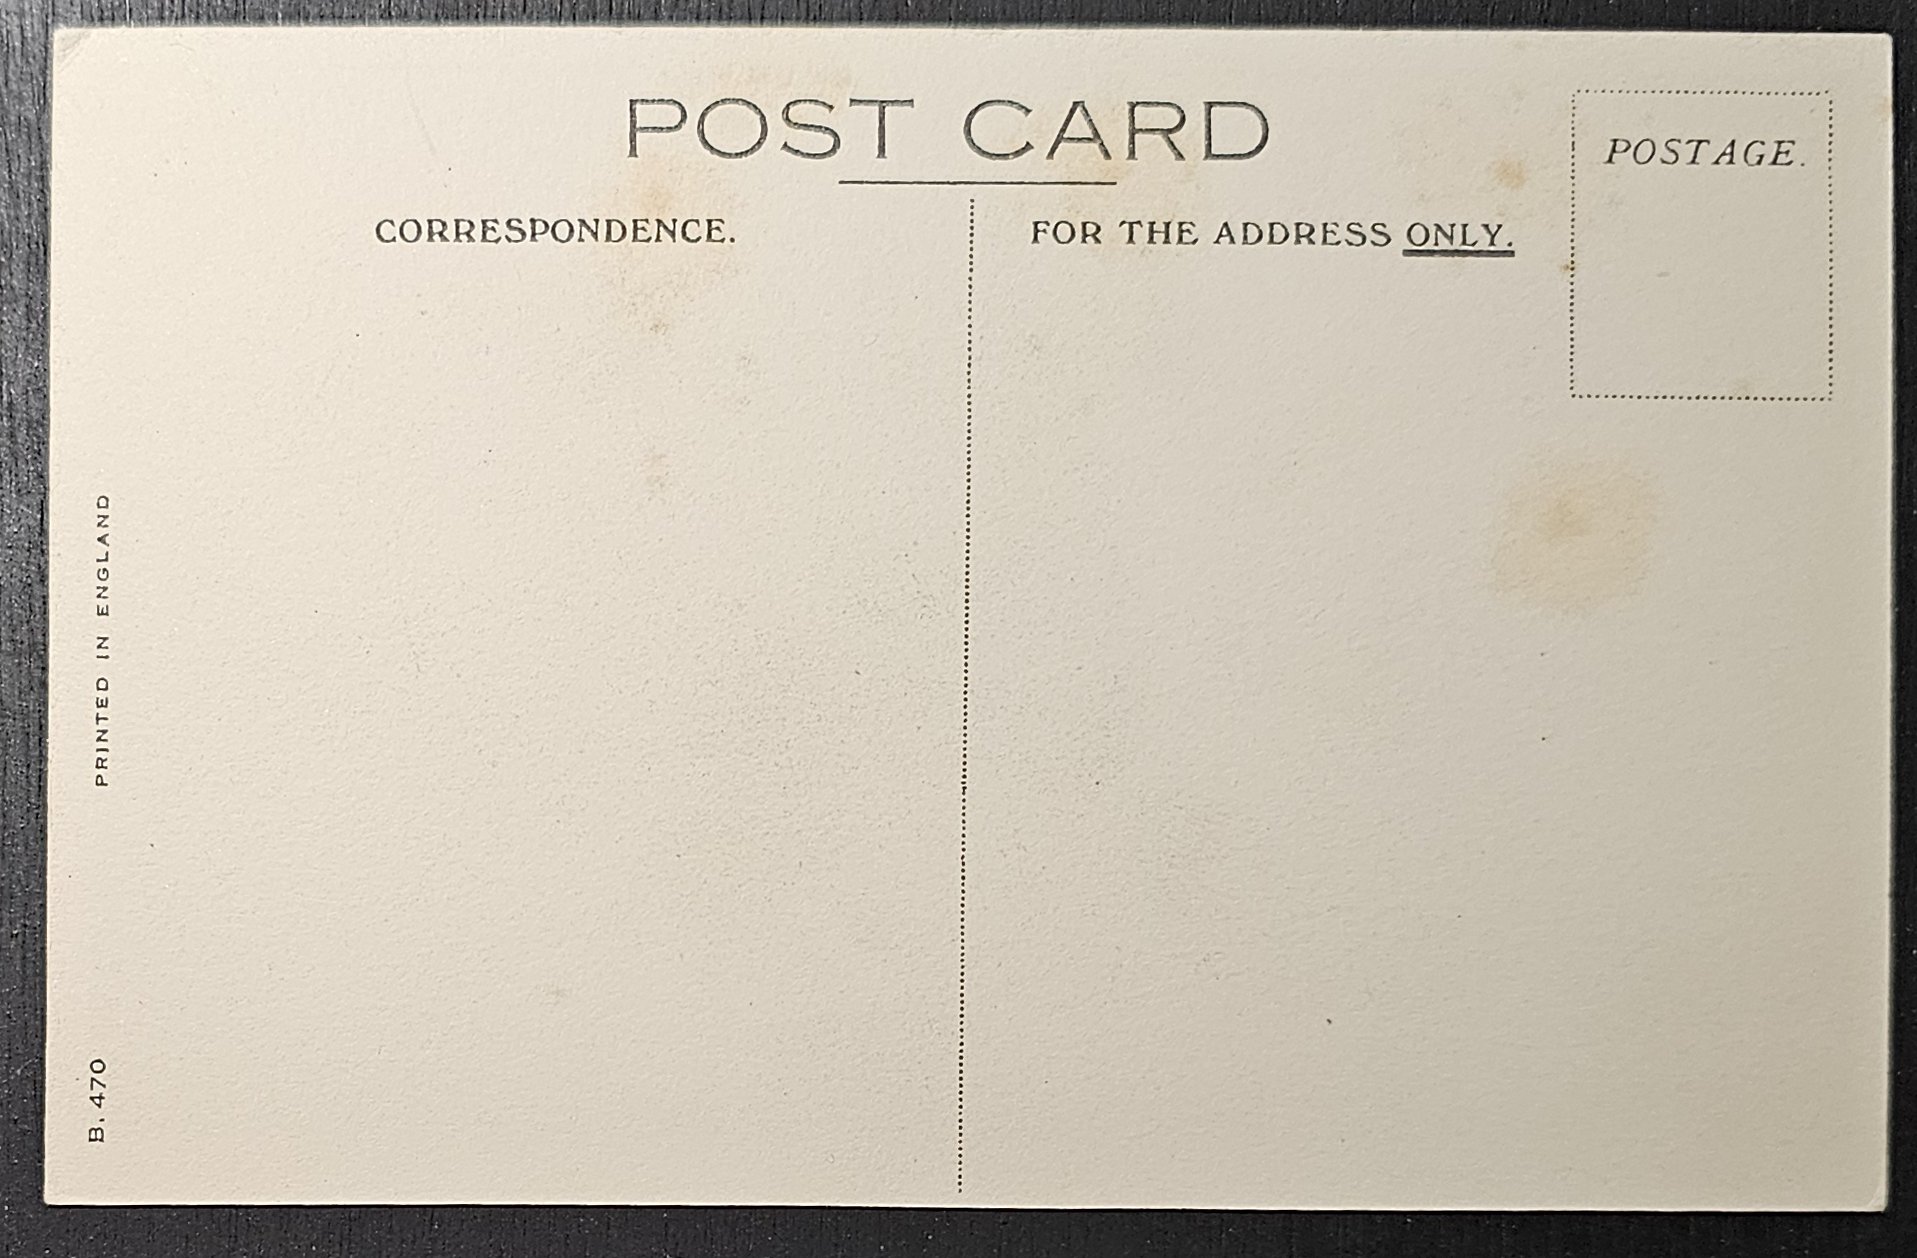 POST CARD
POSTAGE.
CORRESPONDENCE.
FOR THE ADDRESS ONLY.
PRINTED IN ENGLAND
B. 470